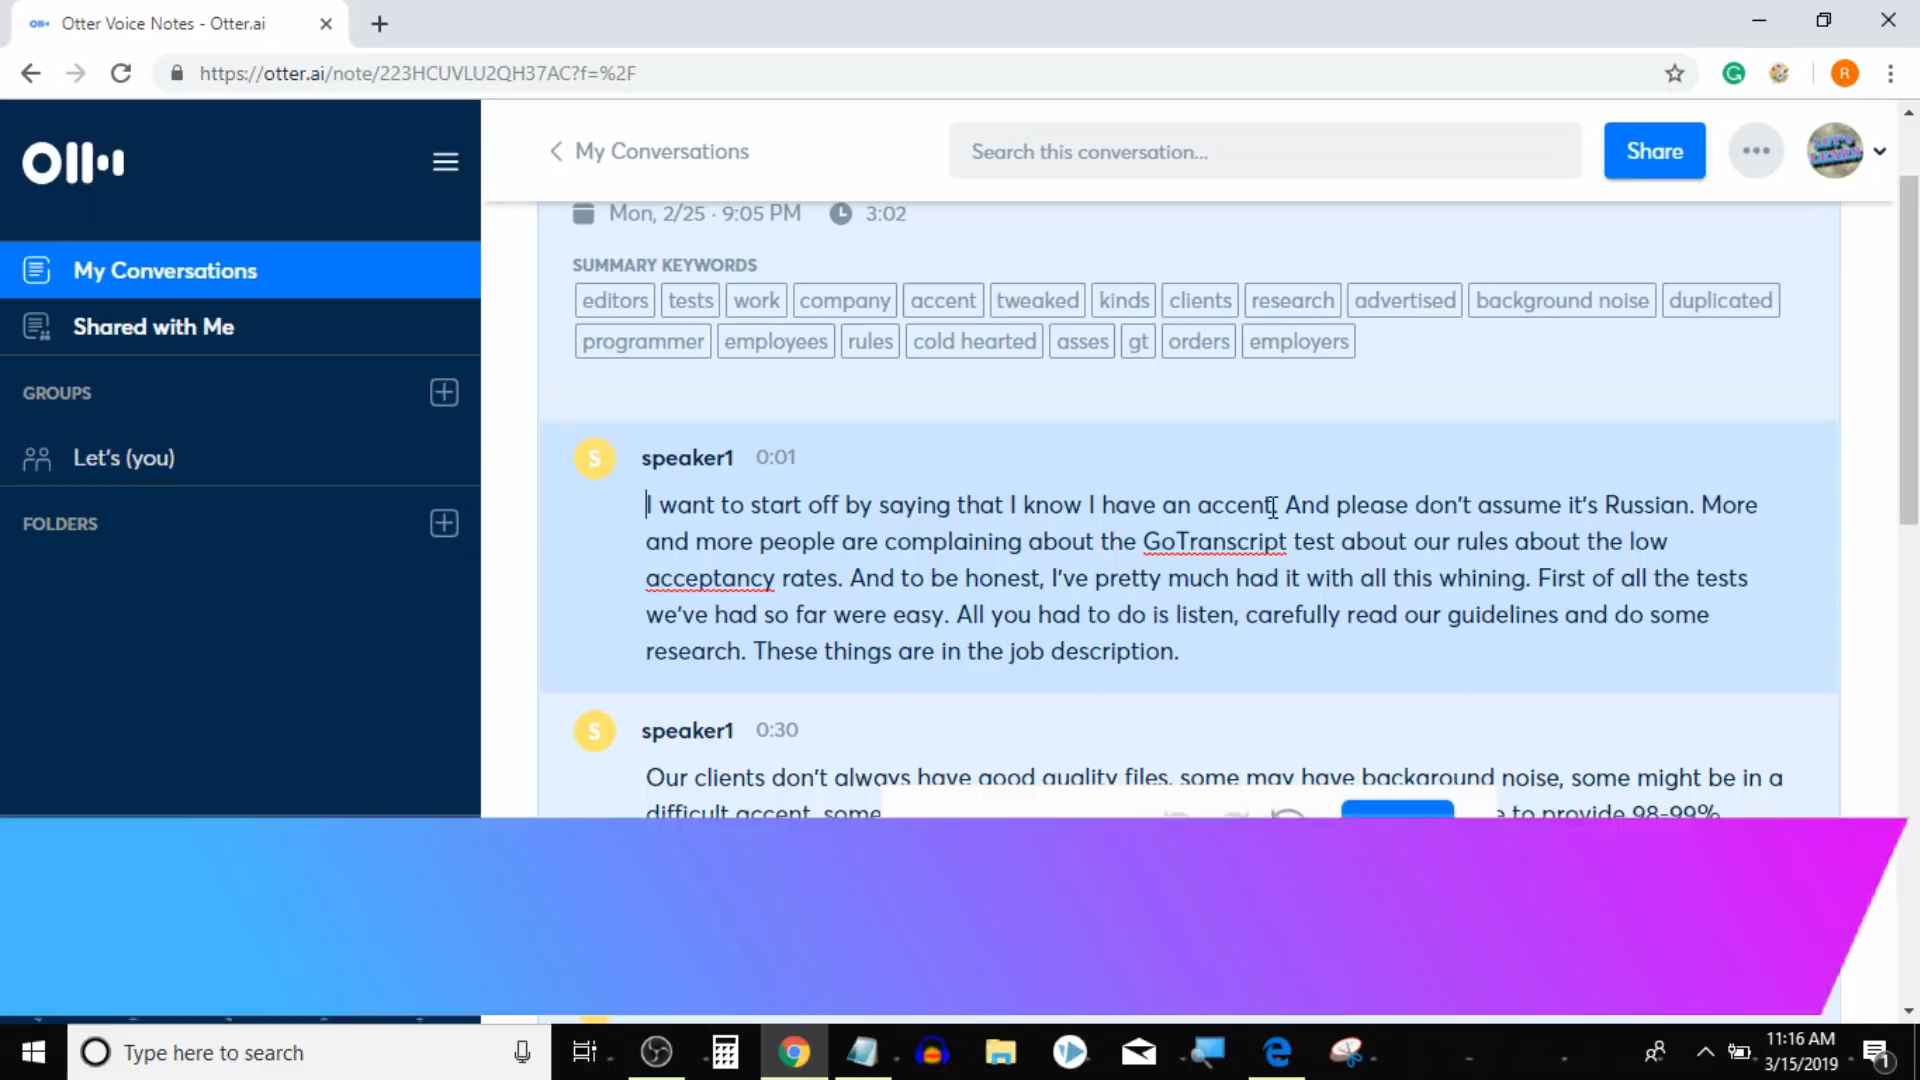 Otter Voice Notes - Otter.ai
https://otter.ai/note/223HCUVLU2QH37AC?f=%2F
R
My Conversations
Search this conversation...
Share
My Conversations
Shared with Me
GROUPS
Let's (you)
FOLDERS
Mon, 2/25 · 9:05 PM 3:02
SUMMARY KEYWORDS
editors tests work company accent tweaked kinds clients research advertised background noise duplicated
programmer employees rules cold hearted asses gt orders employers
S speaker1 0:01
I want to start off by saying that I know I have an accent. And please don't assume it's Russian. More
and more people are complaining about the GoTranscript test about our rules about the low
acceptancy rates. And to be honest, I've pretty much had it with all this whining. First of all the tests
we've had so far were easy. All you had to do is listen, carefully read our guidelines and do some
research. These things are in the job description.
S speaker1 0:30
Our clients don't always have good quality files, some may have background noise, some might be in a
difficult accent, some to provide 98-99%
Type here to search
11:16 AM
3/15/2019
1